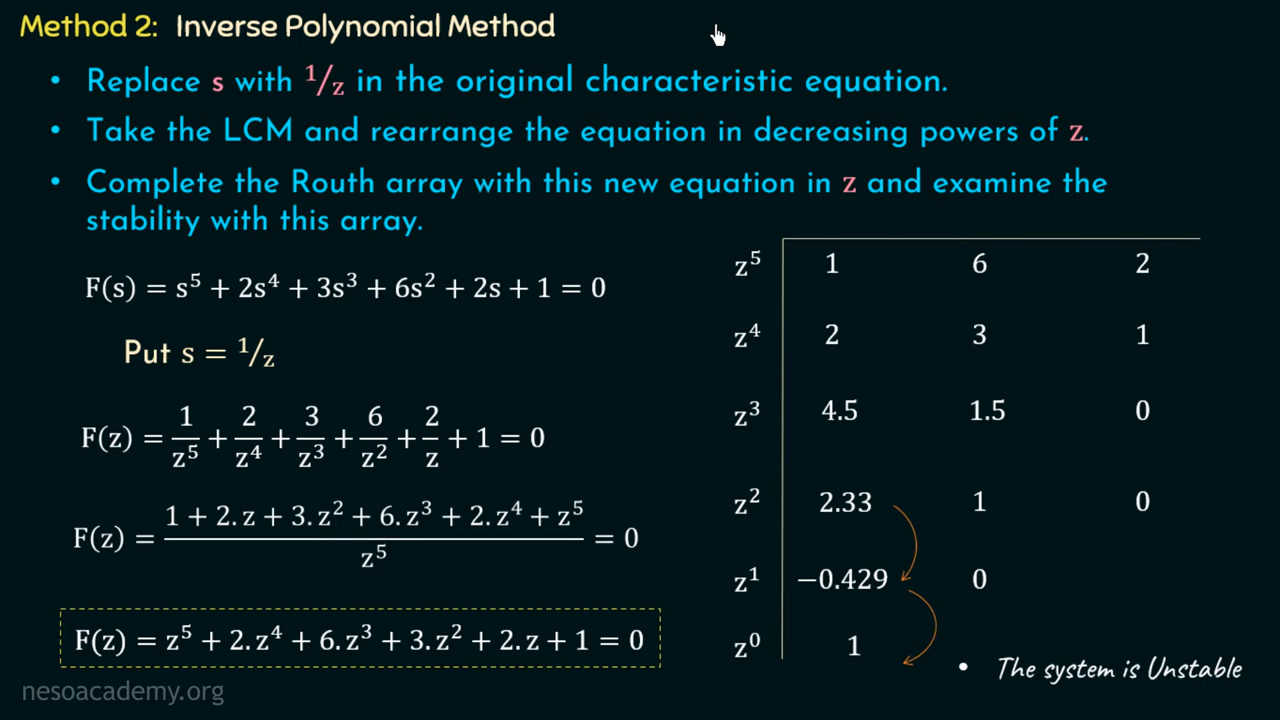 Method 2: Inverse Polynomial Method
• Replace s with 1/z in the original characteristic equation.
• Take the LCM and rearrange the equation in decreasing powers of z.
• Complete the Routh array with this new equation in z and examine the
stability with this array.
F(s) = s⁵ + 2s⁴ + 3s³ + 6s² + 2s + 1 = 0
Put s = 1/z
F(z) = 1/z⁵ + 2/z⁴ + 3/z³ + 6/z² + 2/z + 1 = 0
F(z) = (1 + 2.z + 3.z² + 6.z³ + 2.z⁴ + z⁵)/z⁵ = 0
F(z) = z⁵ + 2.z⁴ + 6.z³ + 3.z² + 2.z + 1 = 0
z⁵ 1 6 2
z⁴ 2 3 1
z³ 4.5 1.5 0
z² 2.33 1 0
z¹ −0.429 0
z⁰ 1
• The system is Unstable
nesoacademy.org